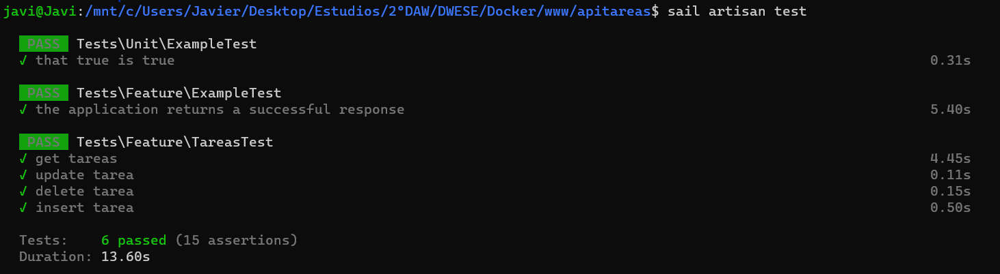 javi@Javi:/mnt/c/Users/Javier/Desktop/Estudios/2°DAW/DWESE/Docker/www/apitareas$ sail artisan test
PASS Tests\Unit\ExampleTest
✓ that true is true 0.31s
PASS Tests\Feature\ExampleTest
✓ the application returns a successful response 5.40s
PASS Tests\Feature\TareasTest
✓ get tareas 4.45s
✓ update tarea 0.11s
✓ delete tarea 0.15s
✓ insert tarea 0.50s
Tests: 6 passed (15 assertions)
Duration: 13.60s